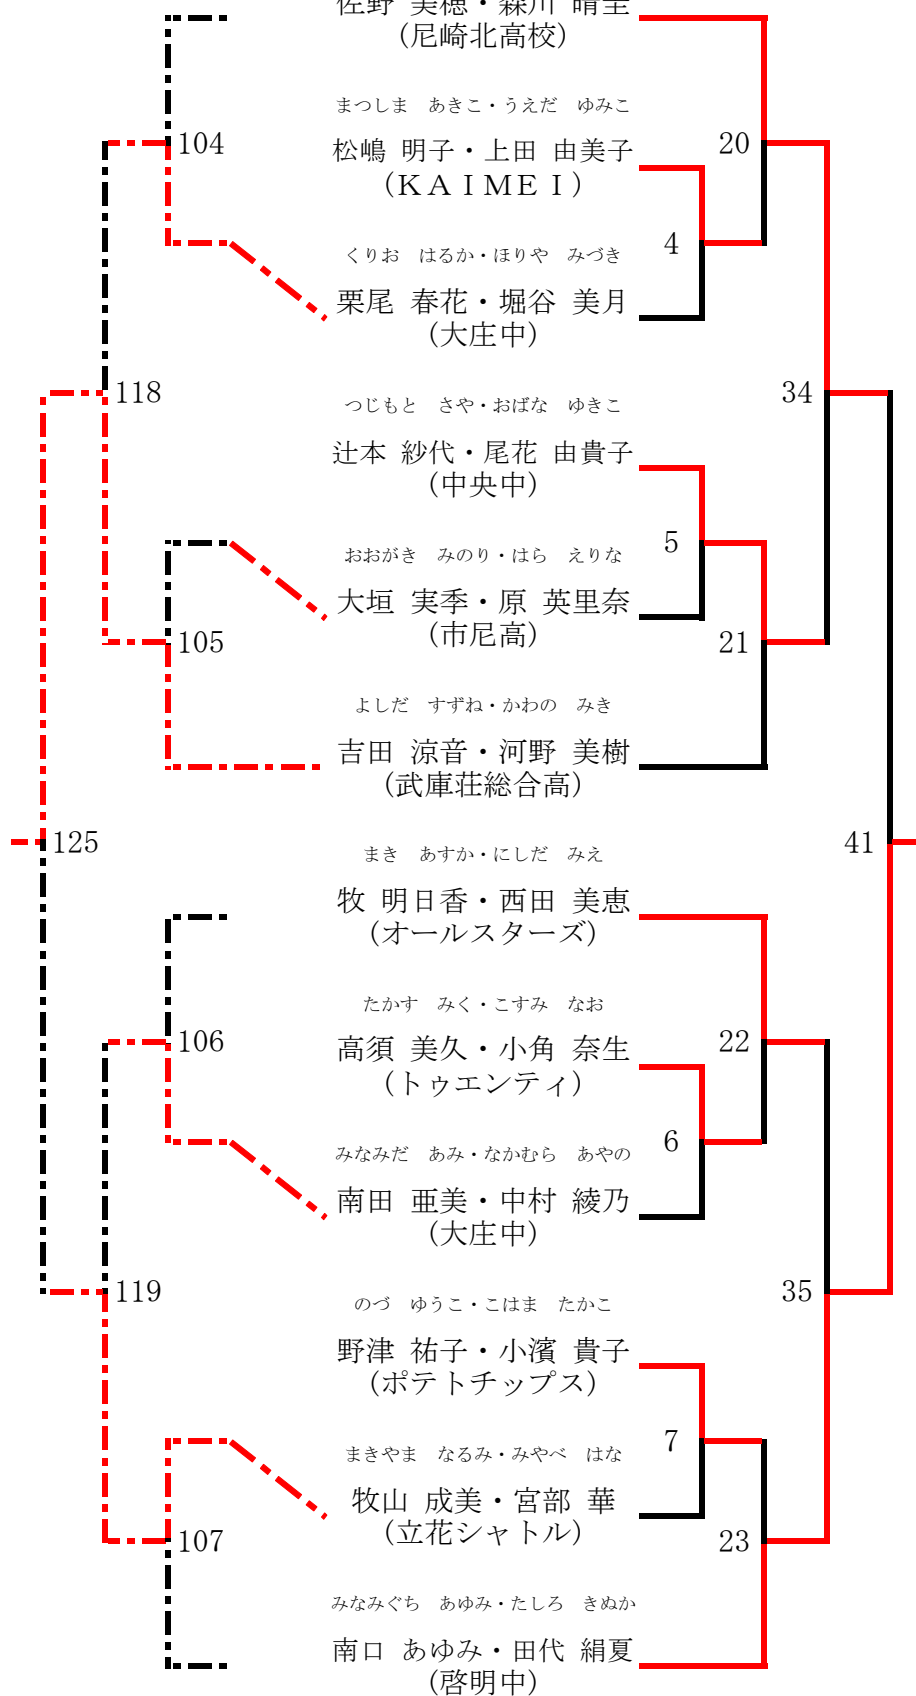 佐野 美穂・森川 晴圭
(尼崎北高校)
まつしま あきこ・うえだ ゆみこ
104
松嶋 明子・上田 由美子
20
(ＫＡＩＭＥＩ)
くりお はるか・ほりや みづき
4
栗尾 春花・堀谷 美月
(大庄中)
118
つじもと さや・おばな ゆきこ
34
辻本 紗代・尾花 由貴子
(中央中)
おおがき みのり・はら えりな
5
大垣 実季・原 英里奈
(市尼高)
105
21
よしだ すずね・かわの みき
吉田 涼音・河野 美樹
(武庫荘総合高)
125
まき あすか・にしだ みえ
41
牧 明日香・西田 美恵
(オールスターズ)
たかす みく・こすみ なお
106
高須 美久・小角 奈生
22
(トゥエンティ)
みなみだ あみ・なかむら あやの
6
南田 亜美・中村 綾乃
(大庄中)
119
のづ ゆうこ・こはま たかこ
35
野津 祐子・小濱 貴子
(ポテトチップス)
まきやま なるみ・みやべ はな
7
牧山 成美・宮部 華
(立花シャトル)
107
23
みなみぐち あゆみ・たしろ きぬか
南口 あゆみ・田代 絹夏
(啓明中)